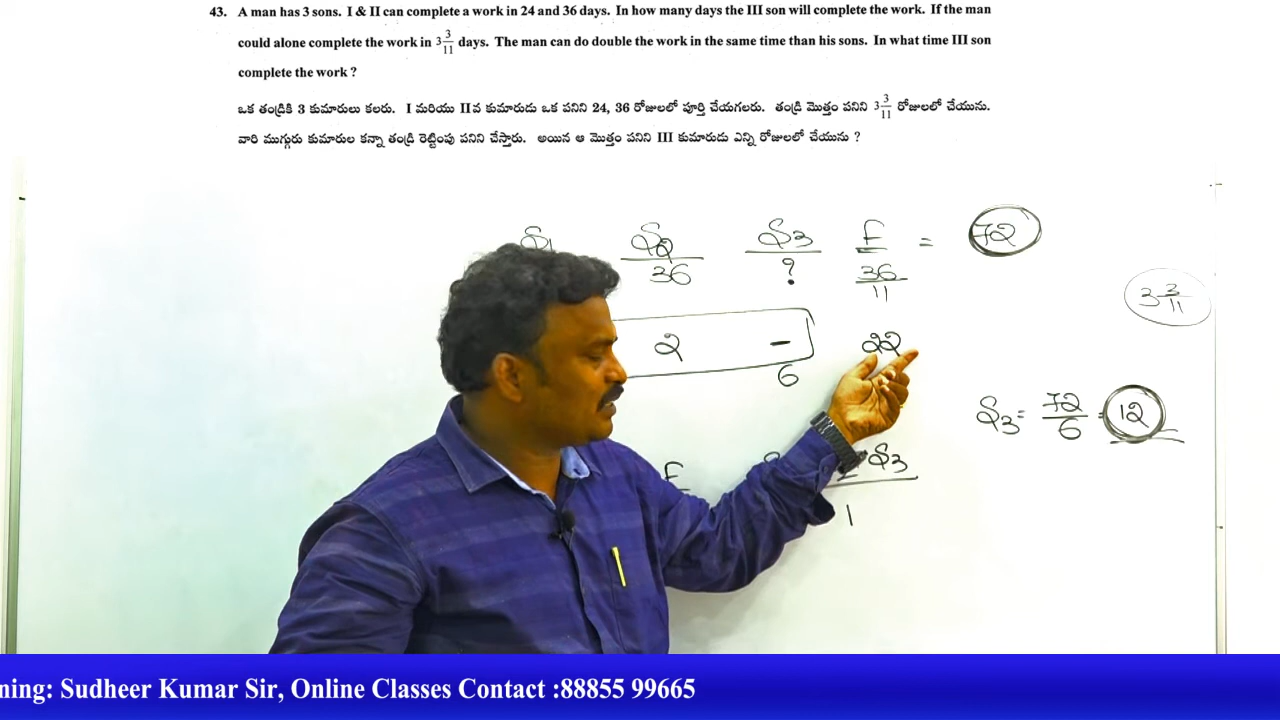 43. A man has 3 sons. I & II can complete a work in 24 and 36 days. In how many days the III son will complete the work. If the man
could alone complete the work in 3 3/11 days. The man can do double the work in the same time than his sons. In what time III son
complete the work ?
ఒక తండ్రికి 3 కుమారులు కలరు. I మరియు IIవ కుమారుడు ఒక పనిని 24, 36 రోజులలో పూర్తి చేయగలరు. తండ్రి మొత్తం పనిని 3 3/11 రోజులలో చేయును.
వారి ముగ్గురు కుమారుల కన్నా తండ్రి రెట్టింపు పనిని చేస్తారు. అయిన ఆ మొత్తం పనిని III కుమారుడు ఎన్ని రోజులలో చేయును ?
S1 S2 S3 F = 72
36 ? 36/11
3 3/11
2 - 22
6
S3 = 72/6 = 12
F S3
1
ning: Sudheer Kumar Sir, Online Classes Contact :88855 99665